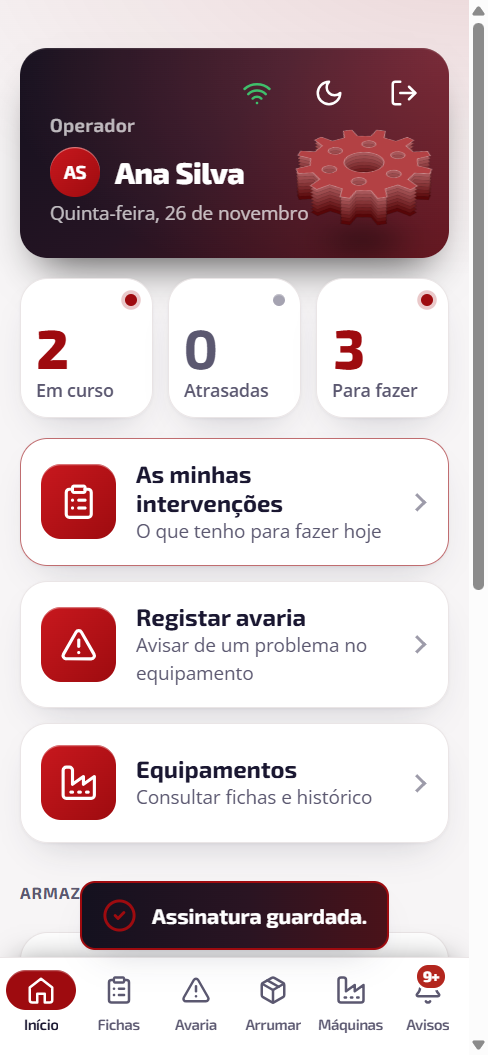 Operador
AS
Ana Silva
Quinta-feira, 26 de novembro
2
Em curso
0
Atrasadas
3
Para fazer
As minhas
intervenções
O que tenho para fazer hoje
Registar avaria
Avisar de um problema no
equipamento
Equipamentos
Consultar fichas e histórico
ARMAZ
Assinatura guardada.
9+
Início
Fichas
Avaria
Arrumar
Máquinas
Avisos